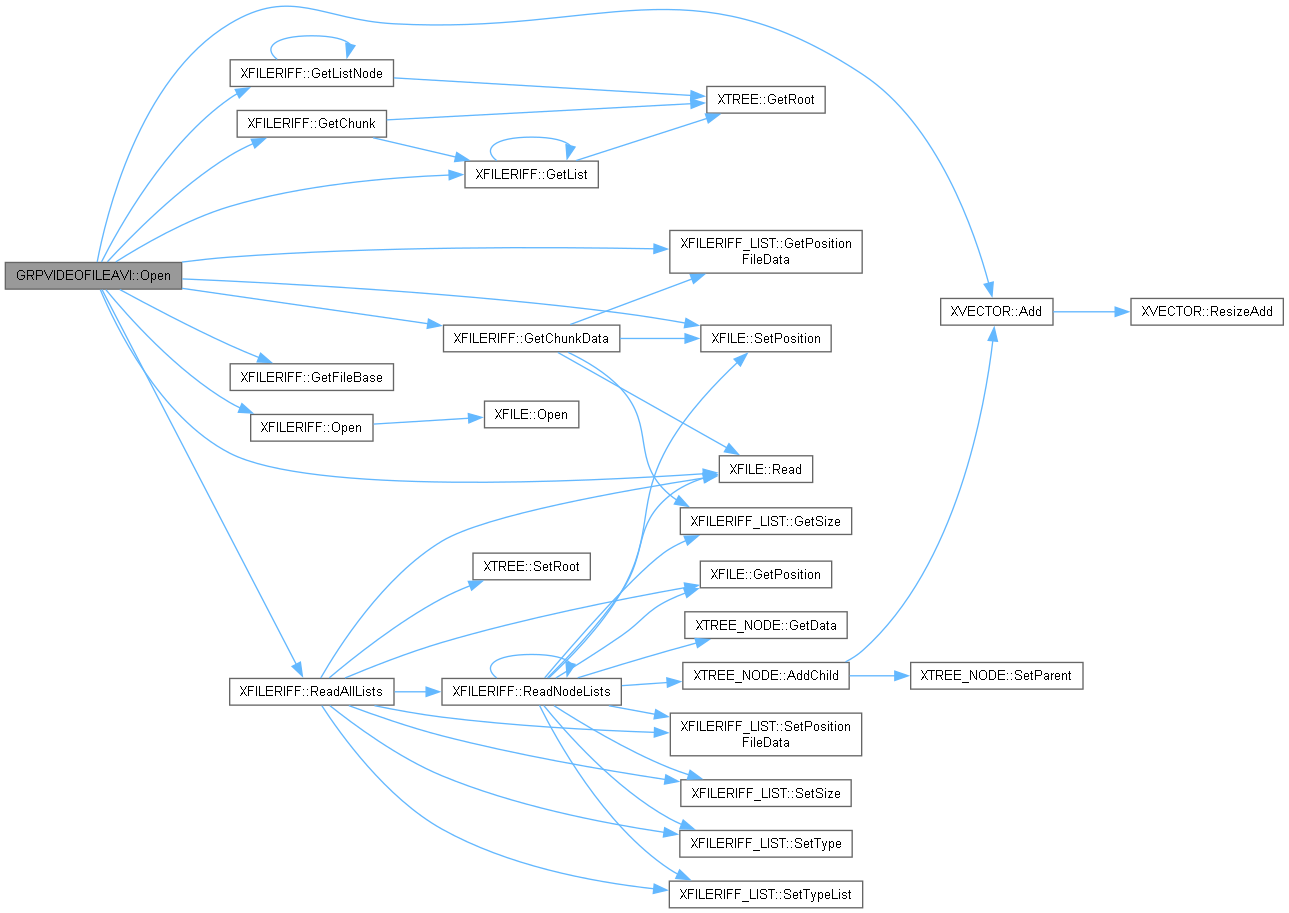 XFILERIFF::GetListNode
XTREE::GetRoot
XFILERIFF::GetChunk
XFILERIFF::GetList
XFILERIFF_LIST::GetPosition
FileData
GRPVIDEOFILEAVI::Open
XVECTOR::Add
XVECTOR::ResizeAdd
XFILERIFF::GetChunkData
XFILE::SetPosition
XFILERIFF::GetFileBase
XFILERIFF::Open
XFILE::Open
XFILE::Read
XFILERIFF_LIST::GetSize
XTREE::SetRoot
XFILE::GetPosition
XTREE_NODE::GetData
XFILERIFF::ReadAllLists
XFILERIFF::ReadNodeLists
XTREE_NODE::AddChild
XTREE_NODE::SetParent
XFILERIFF_LIST::SetPosition
FileData
XFILERIFF_LIST::SetSize
XFILERIFF_LIST::SetType
XFILERIFF_LIST::SetTypeList